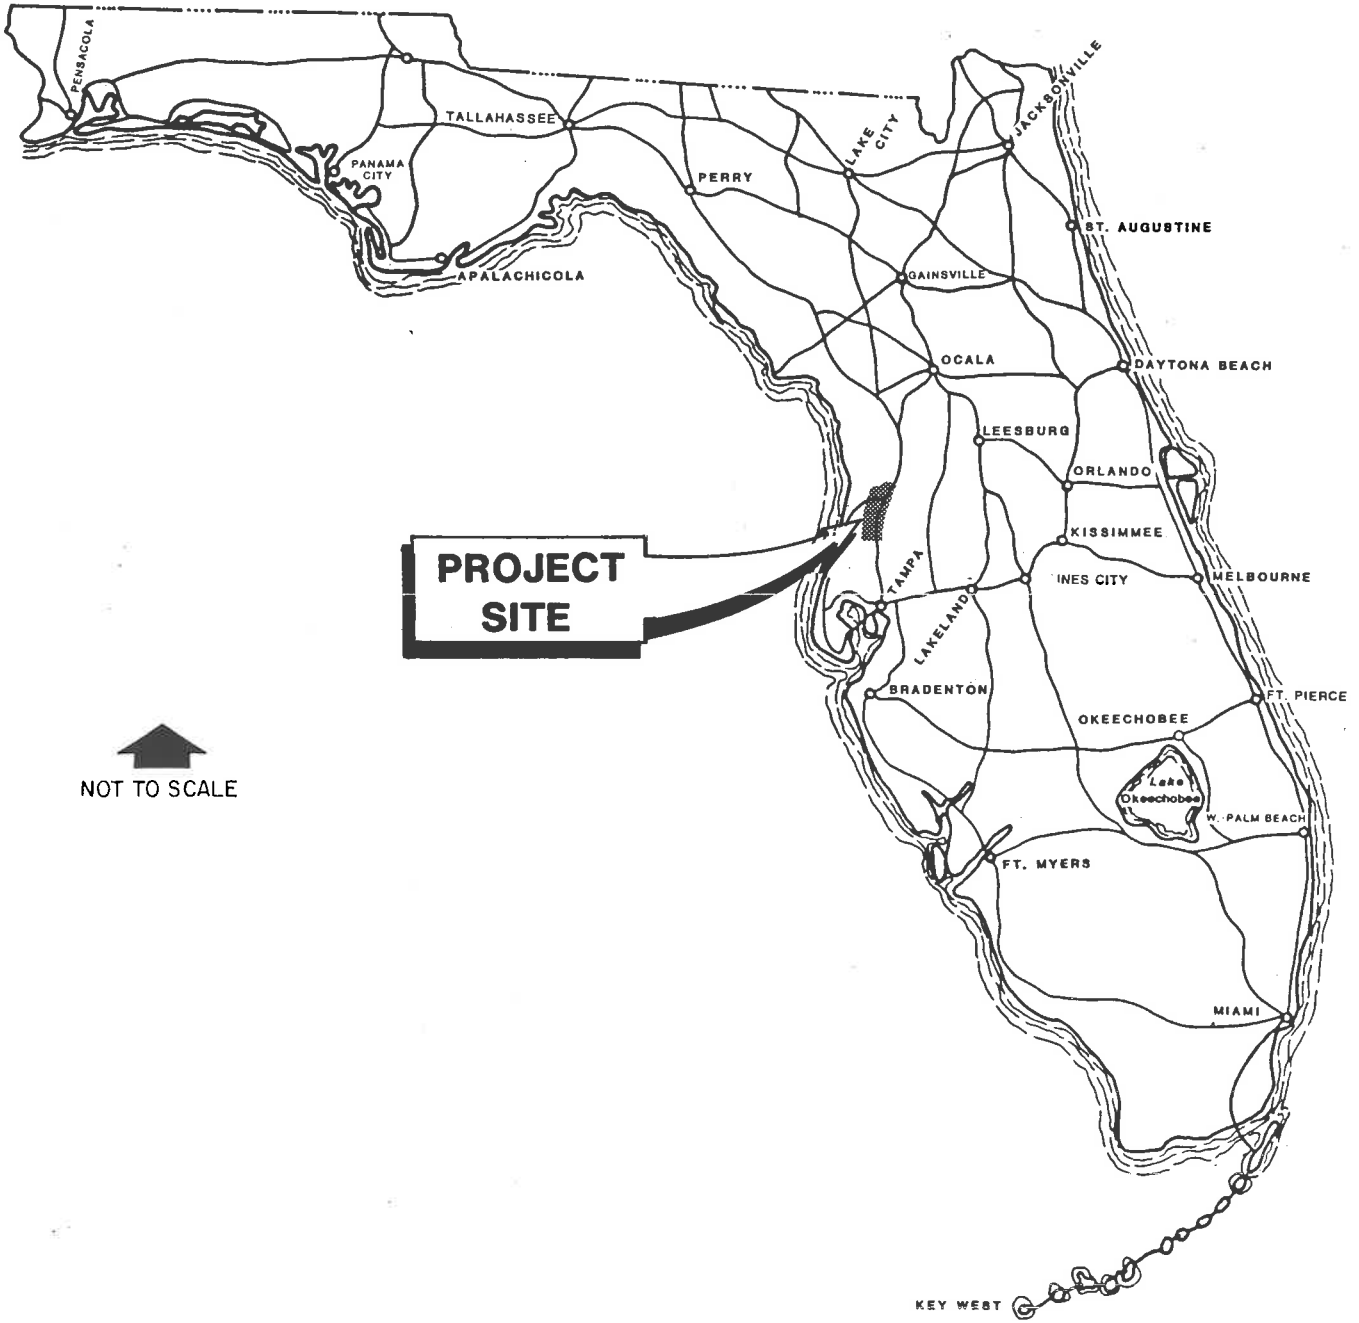 PENSACOLA
JACKSONVILLE
TALLAHASSEE
LAKE
CITY
PANAMA
CITY
PERRY
ST. AUGUSTINE
APALACHICOLA
GAINSVILLE
OCALA
DAYTONA BEACH
LEESBURG
ORLANDO
KISSIMMEE
PROJECT
SITE
TAMPA
INES CITY
MELBOURNE
LAKELAND
BRADENTON
FT. PIERCE
OKEECHOBEE
NOT TO SCALE
Lake
Okeechobee
W. PALM BEACH
FT. MYERS
MIAMI
KEY WEST